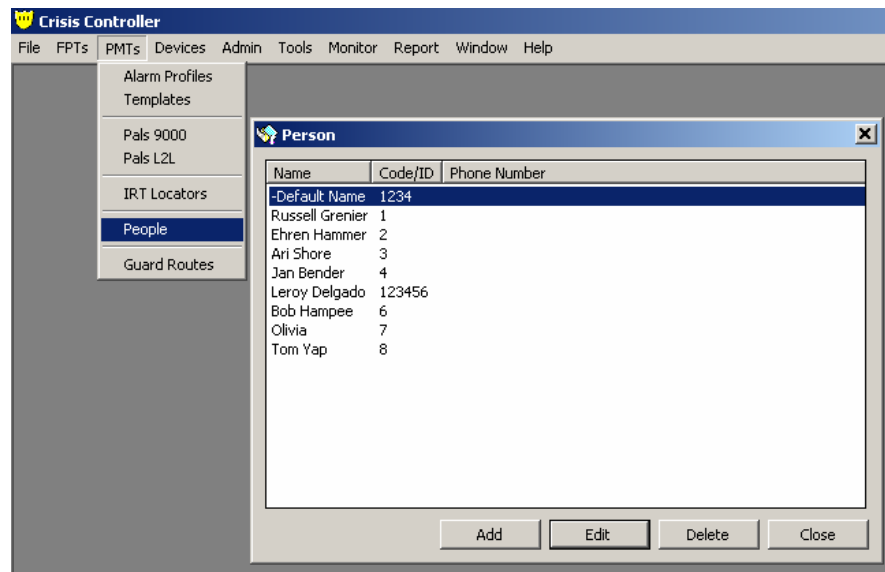 Crisis Controller
File FPTs PMTs Devices Admin Tools Monitor Report Window Help
Alarm Profiles
Templates
Pals 9000
Pals L2L
IRT Locators
People
Guard Routes
Person
Name Code/ID Phone Number
-Default Name 1234
Russell Grenier 1
Ehren Hammer 2
Ari Shore 3
Jan Bender 4
Leroy Delgado 123456
Bob Hampee 6
Olivia 7
Tom Yap 8
Add Edit Delete Close